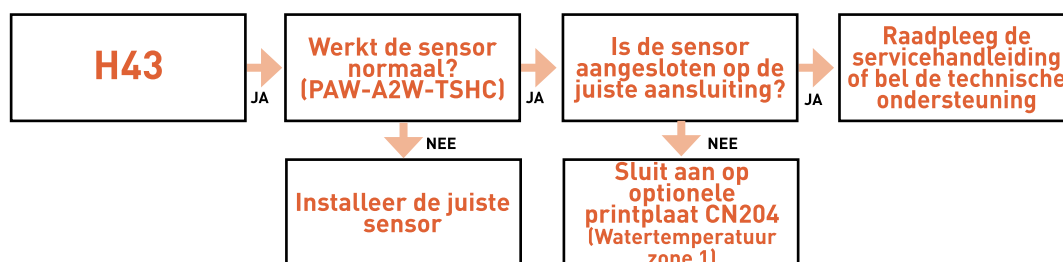 H43
JA
Werkt de sensor
normaal?
(PAW-A2W-TSHC)
JA
Is de sensor
aangesloten op de
juiste aansluiting?
JA
Raadpleeg de
servicehandleiding
of bel de technische
ondersteuning
NEE
Installeer de juiste
sensor
NEE
Sluit aan op
optionele
printplaat CN204
(Watertemperatuur
zone 1)